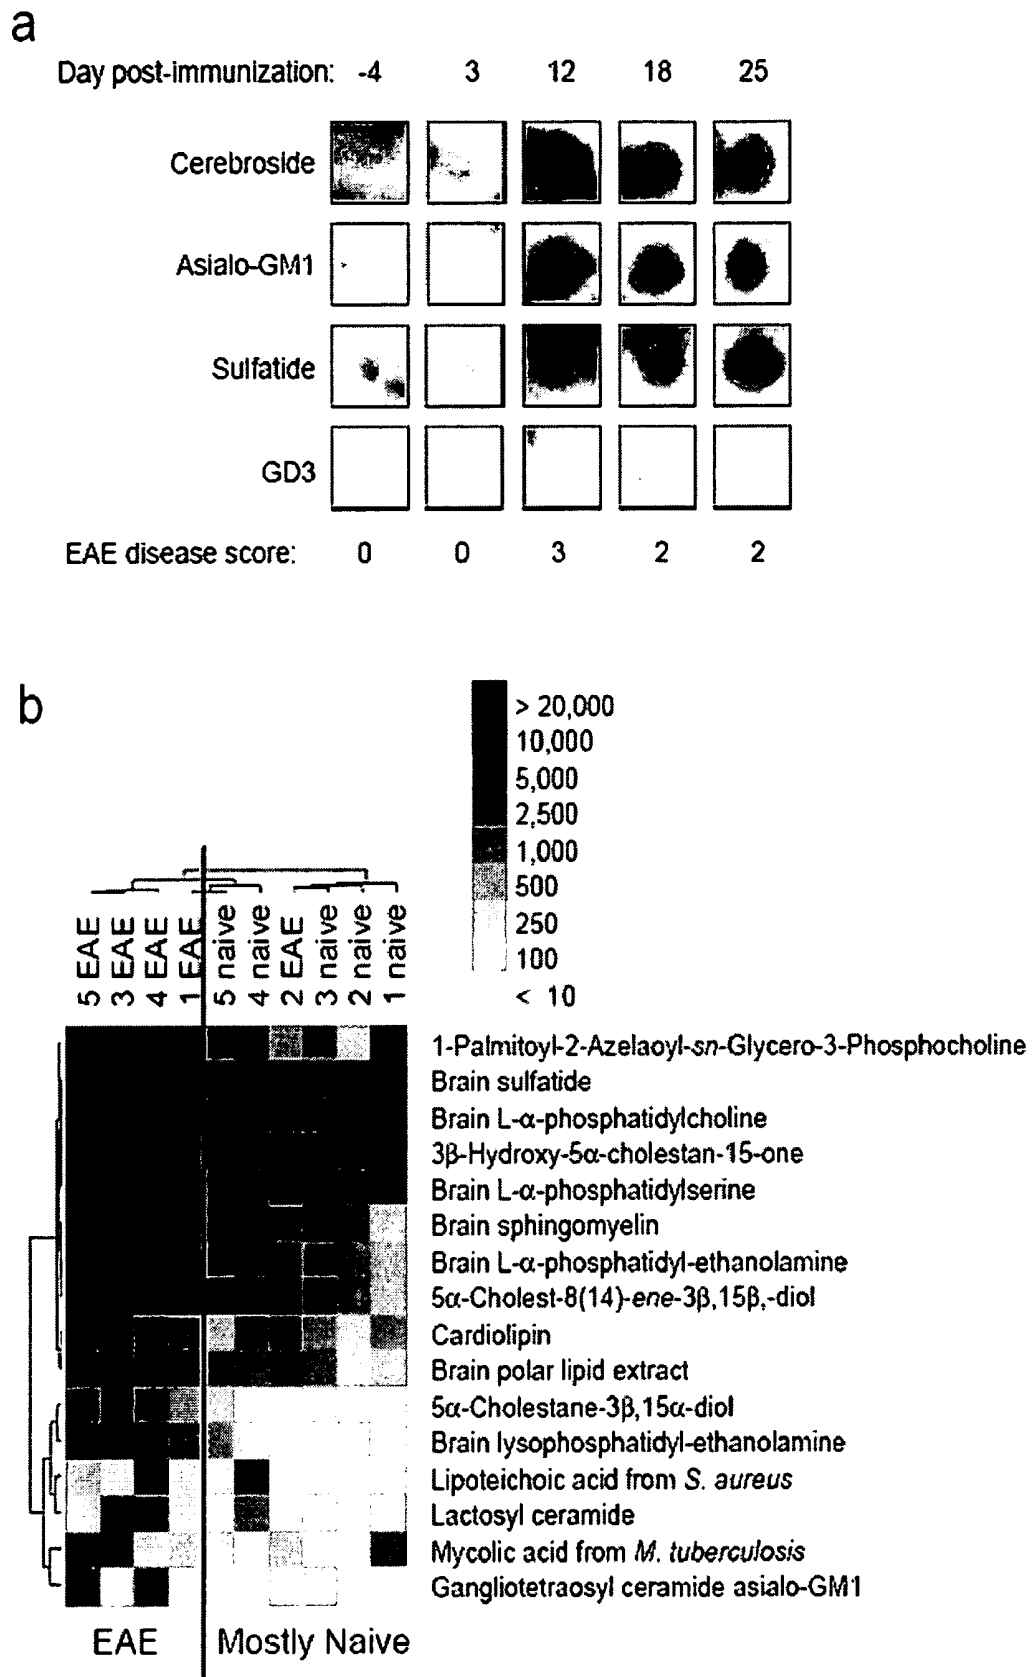 a
Day post-immunization: -4 3 12 18 25
Cerebroside
Asialo-GM1
Sulfatide
GD3
EAE disease score: 0 0 3 2 2
b
> 20,000
10,000
5,000
2,500
1,000
500
250
100
< 10
5 EAE
3 EAE
4 EAE
1 EAE
5 naive
4 naive
2 EAE
3 naive
2 naive
1 naive
1-Palmitoyl-2-Azelaoyl-sn-Glycero-3-Phosphocholine
Brain sulfatide
Brain L-α-phosphatidylcholine
3β-Hydroxy-5α-cholestan-15-one
Brain L-α-phosphatidylserine
Brain sphingomyelin
Brain L-α-phosphatidyl-ethanolamine
5α-Cholest-8(14)-ene-3β,15β,-diol
Cardiolipin
Brain polar lipid extract
5α-Cholestane-3β,15α-diol
Brain lysophosphatidyl-ethanolamine
Lipoteichoic acid from S. aureus
Lactosyl ceramide
Mycolic acid from M. tuberculosis
Gangliotetraosyl ceramide asialo-GM1
EAE Mostly Naive